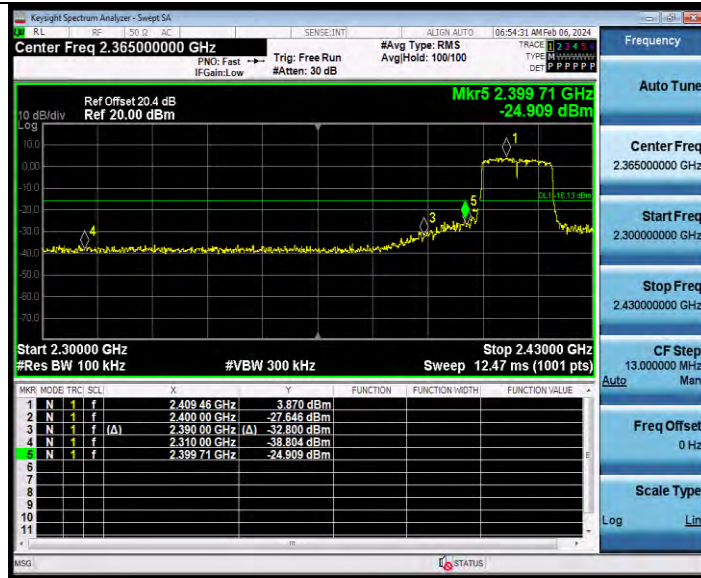 Keysight Spectrum Analyzer - Swept SA
RL RF 50 Ω AC SENSE:INT ALIGN AUTO 06:54:31 AM Feb 06, 2024
Center Freq 2.365000000 GHz
PNO: Fast
IFGain:Low
Trig: Free Run
#Atten: 30 dB
#Avg Type: RMS
Avg|Hold: 100/100
TRACE 1 2 3 4 5 6
TYPE MWWWWW
DET P P P P P P
Mkr5 2.399 71 GHz
-24.909 dBm
Ref Offset 20.4 dB
10 dB/div Ref 20.00 dBm
Log
10.0
0.00
-10.0
-20.0
-30.0
-40.0
-50.0
-60.0
-70.0
1
DL1 -16.13 dBm
5
3
4
Start 2.30000 GHz Stop 2.43000 GHz
#Res BW 100 kHz #VBW 300 kHz Sweep 12.47 ms (1001 pts)
MKR MODE TRC SCL X Y FUNCTION FUNCTION WIDTH FUNCTION VALUE
1 N 1 f 2.409 46 GHz 3.870 dBm
2 N 1 f 2.400 00 GHz -27.646 dBm
3 N 1 f (Δ) 2.390 00 GHz (Δ) -32.800 dBm
4 N 1 f 2.310 00 GHz -38.804 dBm
5 N 1 f 2.399 71 GHz -24.909 dBm
6
7
8
9
10
11
MSG STATUS
Frequency
Auto Tune
Center Freq
2.365000000 GHz
Start Freq
2.300000000 GHz
Stop Freq
2.430000000 GHz
CF Step
13.000000 MHz
Auto Man
Freq Offset
0 Hz
Scale Type
Log Lin